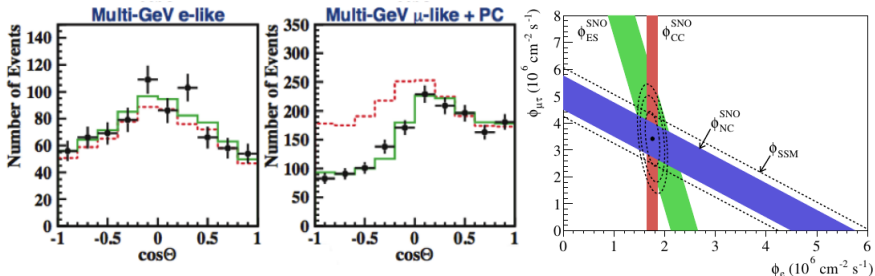 Multi-GeV e-like
Number of Events
140
120
100
80
60
40
20
0
-1 -0.5 0 0.5 1
cosΘ
Multi-GeV μ-like + PC
Number of Events
350
300
250
200
150
100
50
0
-1 -0.5 0 0.5 1
cosΘ
ϕ_μτ (10⁶ cm⁻² s⁻¹)
8
7
6
5
4
3
2
1
0
ϕ_ES^SNO
ϕ_CC^SNO
ϕ_NC^SNO
ϕ_SSM
0 1 2 3 4 5 6
ϕ_e (10⁶ cm⁻² s⁻¹)